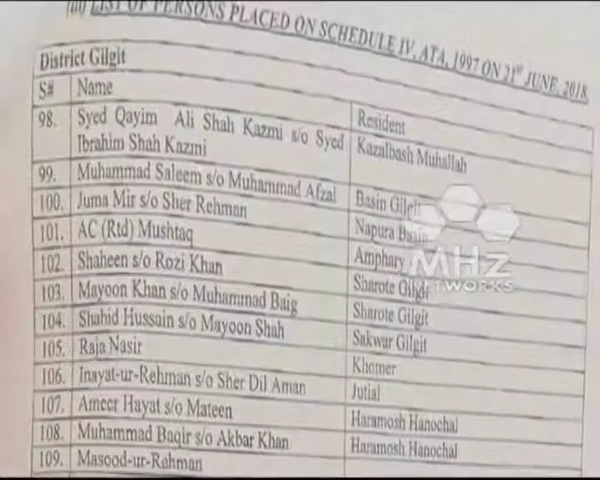 (iii) LIST OF PERSONS PLACED ON SCHEDULE IV, ATA, 1997 ON 21st JUNE, 2018
District Gilgit
S# Name Resident
98. Syed Qayim Ali Shah Kazmi s/o Syed Kazalbash Muhallah
Ibrahim Shah Kazmi
99. Muhammad Saleem s/o Muhammad Afzal Basin Gilgit
100. Juma Mir s/o Sher Rehman Napura Basin
101. AC (Rtd) Mushtaq Amphary
102. Shaheen s/o Rozi Khan Sharote Gilgit
103. Mayoon Khan s/o Muhammad Baig Sharote Gilgit
104. Shahid Hussain s/o Mayoon Shah Sakwar Gilgit
105. Raja Nasir Khomer
106. Inayat-ur-Rehman s/o Sher Dil Aman Jutial
107. Ameer Hayat s/o Mateen Haramosh Hanochal
108. Muhammad Baqir s/o Akbar Khan Haramosh Hanochal
109. Masood-ur-Rahman
MHz
NETWORKS